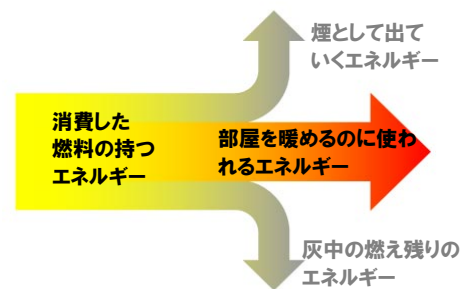 煙として出て
いくエネルギー
消費した
燃料の持つ
エネルギー
部屋を暖めるのに使わ
れるエネルギー
灰中の燃え残りの
エネルギー